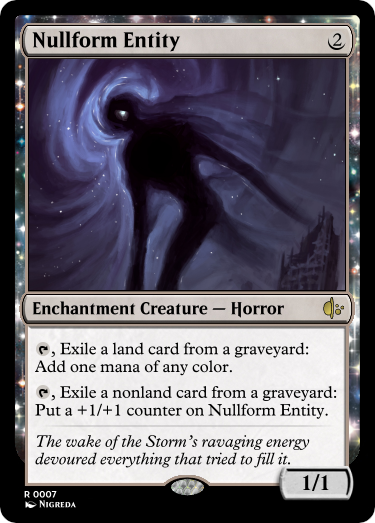 Nullform Entity 2
Enchantment Creature — Horror
, Exile a land card from a graveyard:
Add one mana of any color.
, Exile a nonland card from a graveyard:
Put a +1/+1 counter on Nullform Entity.
The wake of the Storm's ravaging energy
devoured everything that tried to fill it.
1/1
R 0007
Nigreda